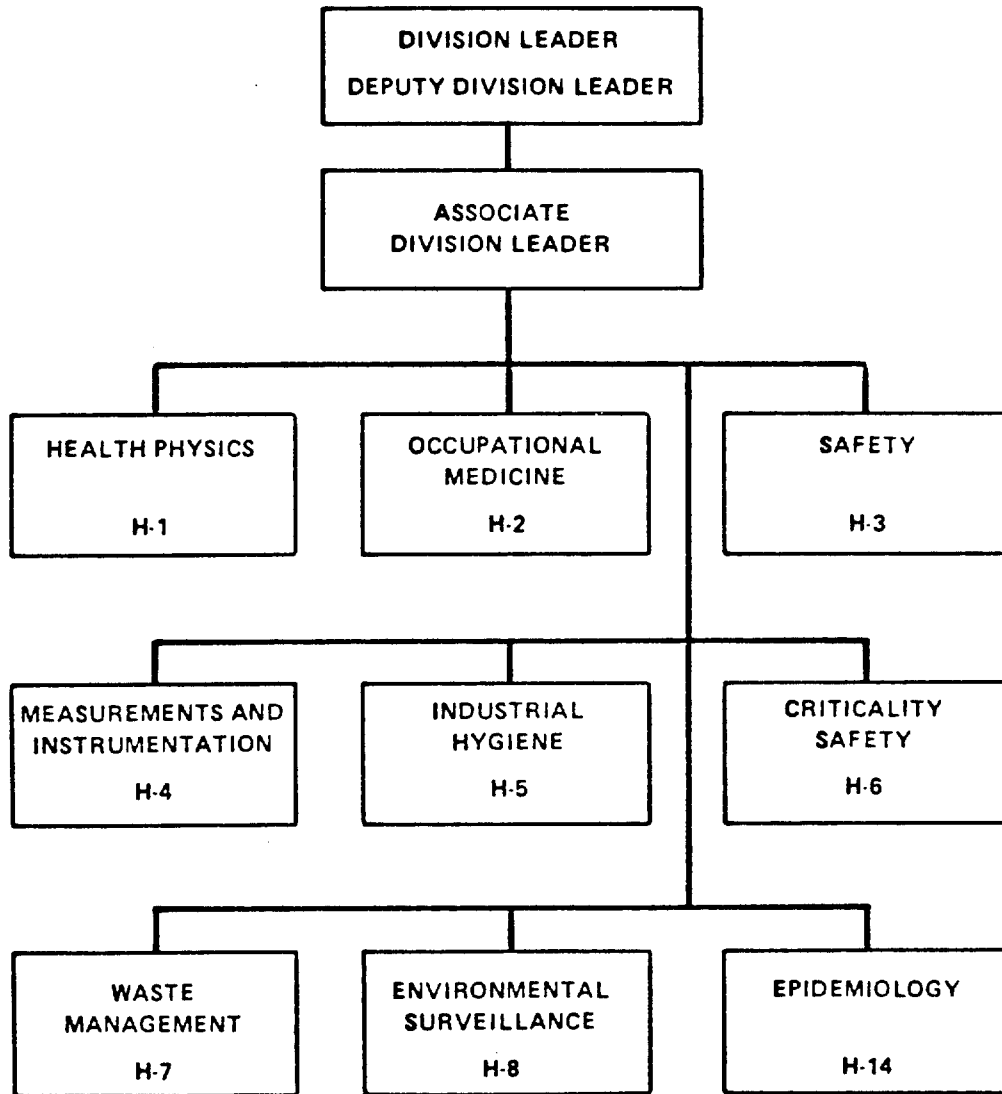 DIVISION LEADER
DEPUTY DIVISION LEADER
ASSOCIATE
DIVISION LEADER
HEALTH PHYSICS
H-1
OCCUPATIONAL
MEDICINE
H-2
SAFETY
H-3
MEASUREMENTS AND
INSTRUMENTATION
H-4
INDUSTRIAL
HYGIENE
H-5
CRITICALITY
SAFETY
H-6
WASTE
MANAGEMENT
H-7
ENVIRONMENTAL
SURVEILLANCE
H-8
EPIDEMIOLOGY
H-14